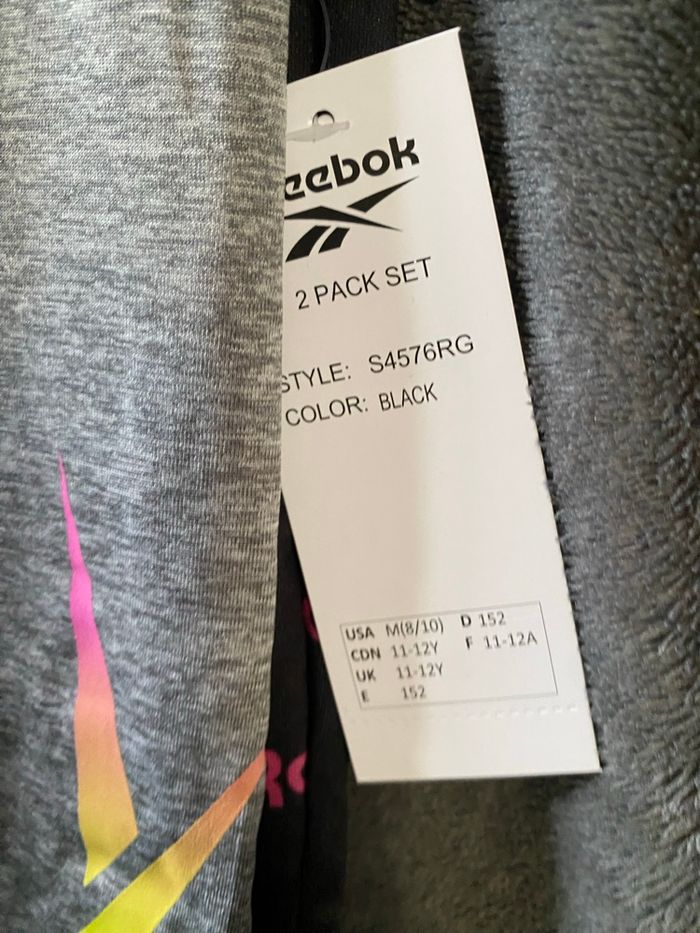 eebok
2 PACK SET
STYLE: S4576RG
COLOR: BLACK
USA M(8/10) D 152
CDN 11-12Y F 11-12A
UK 11-12Y
E 152